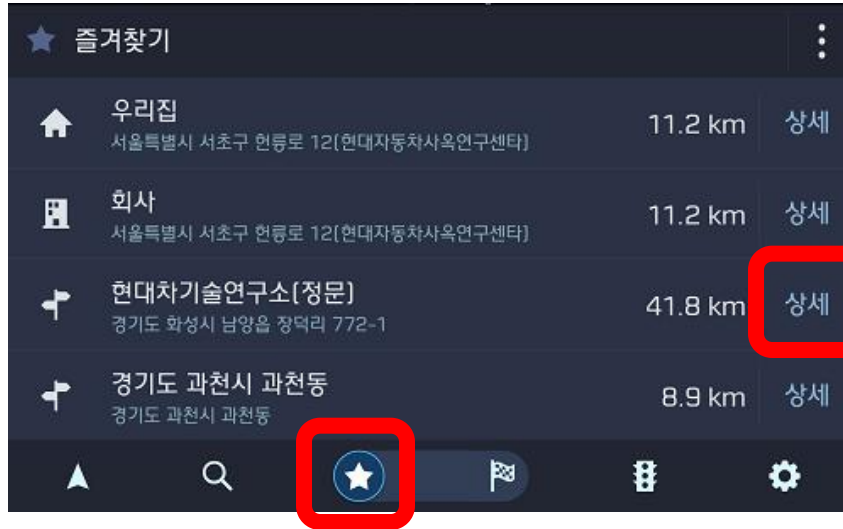 즐겨찾기
우리집
서울특별시 서초구 헌릉로 12(현대자동차사옥연구센타)
11.2 km 상세
회사
서울특별시 서초구 헌릉로 12(현대자동차사옥연구센타)
11.2 km 상세
현대차기술연구소(정문)
경기도 화성시 남양읍 장덕리 772-1
41.8 km 상세
경기도 과천시 과천동
경기도 과천시 과천동
8.9 km 상세